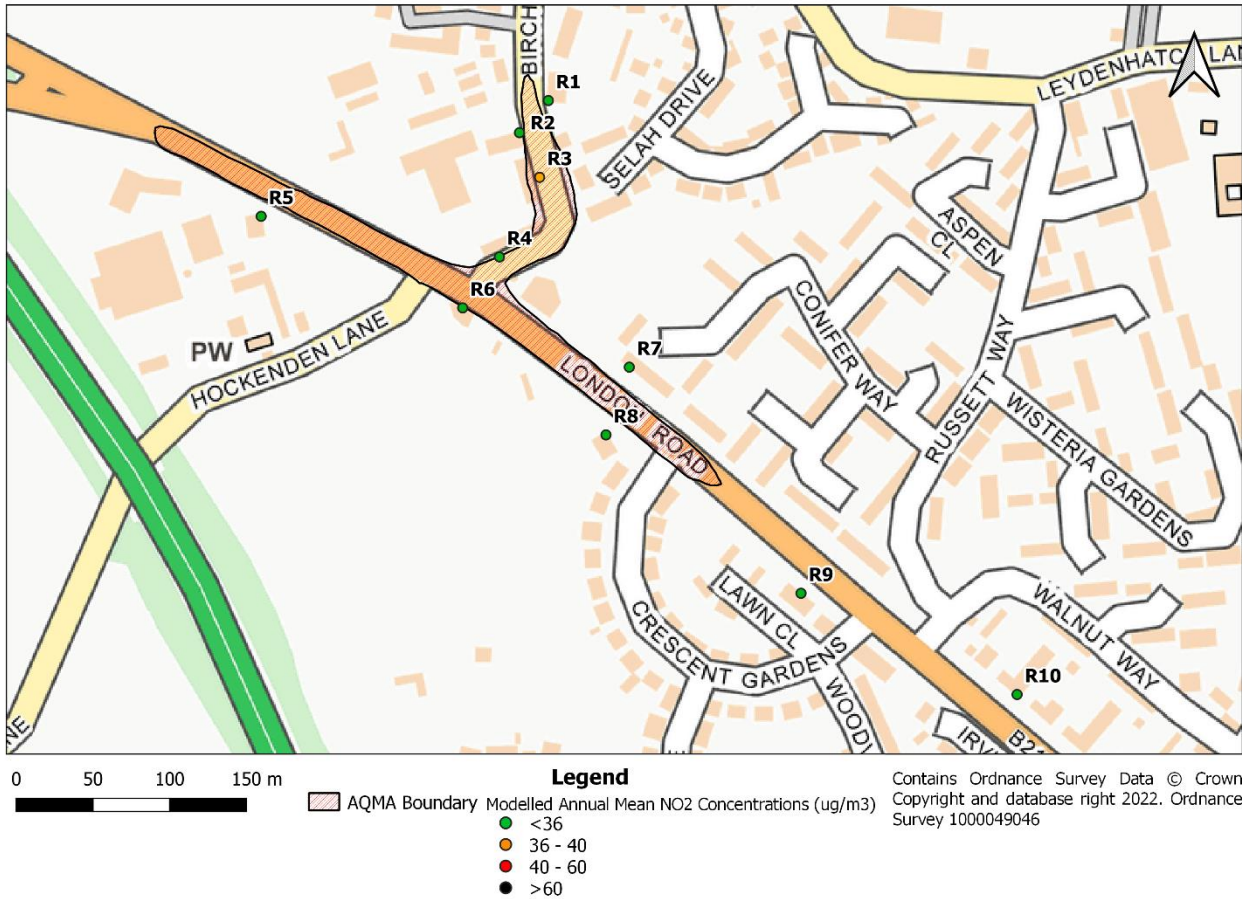 BIRCH
LEYDENHATCH LAN
R1
R2
SELAH DRIVE
R3
R5
ASPEN
CL
R4
R6
CONIFER WAY
HOCKENDEN LANE
PW
RUSSETT WAY
R7
LONDON ROAD
WISTERIA GARDENS
R8
R9
LAWN CL
WALNUT WAY
CRESCENT GARDENS
R10
WOODV
NE
IRV
B21
0 50 100 150 m
Legend
AQMA Boundary
Modelled Annual Mean NO2 Concentrations (ug/m3)
<36
36 - 40
40 - 60
>60
Contains Ordnance Survey Data © Crown
Copyright and database right 2022. Ordnance
Survey 1000049046